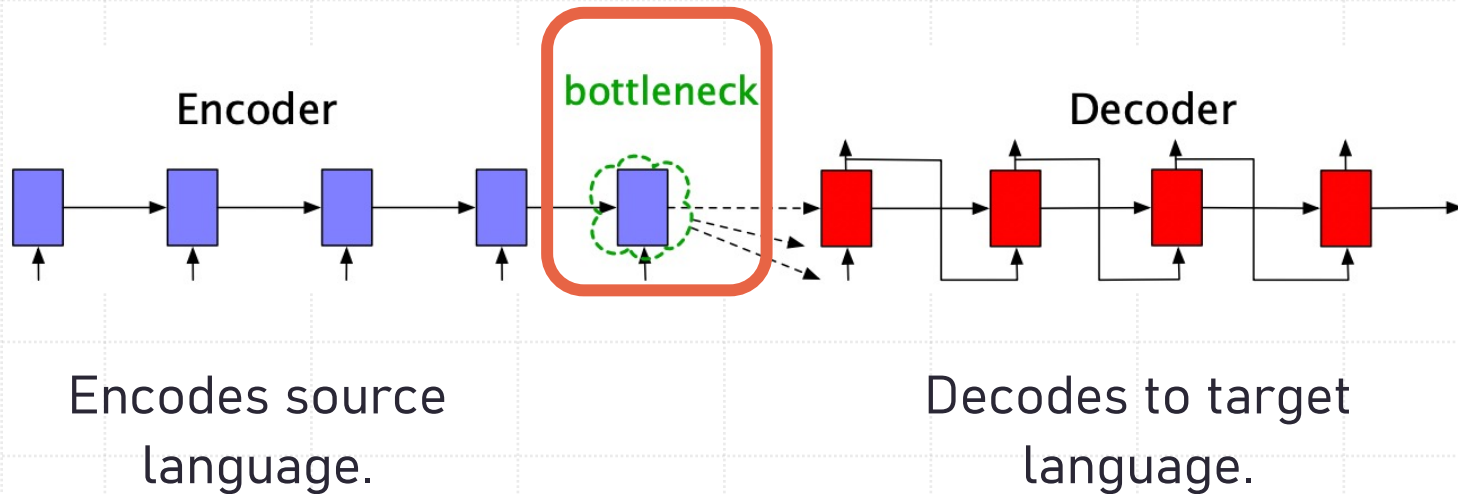 bottleneck
Encoder
Decoder
Encodes source
language.
Decodes to target
language.